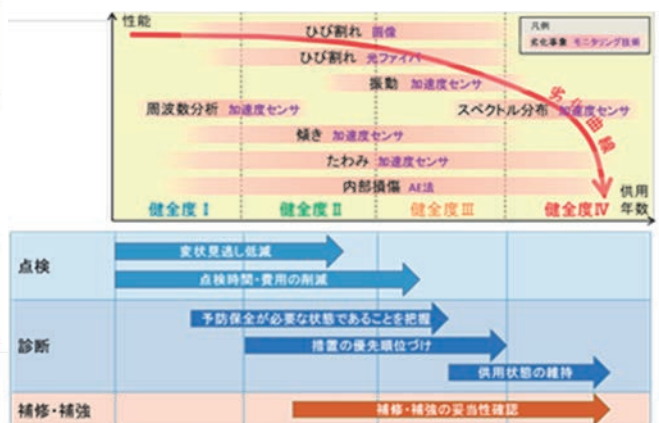 性能
凡例
劣化事象 モニタリング技術
ひび割れ 画像
ひび割れ 光ファイバ
振動 加速度センサ
周波数分析 加速度センサ
スペクトル分布 加速度センサ
劣化曲線
傾き 加速度センサ
たわみ 加速度センサ
内部損傷 AE法
供用
年数
健全度Ⅰ 健全度Ⅱ 健全度Ⅲ 健全度Ⅳ
点検
変状見逃し低減
点検時間・費用の削減
診断
予防保全が必要な状態であることを把握
措置の優先順位づけ
供用状態の維持
補修・補強
補修・補強の妥当性確認